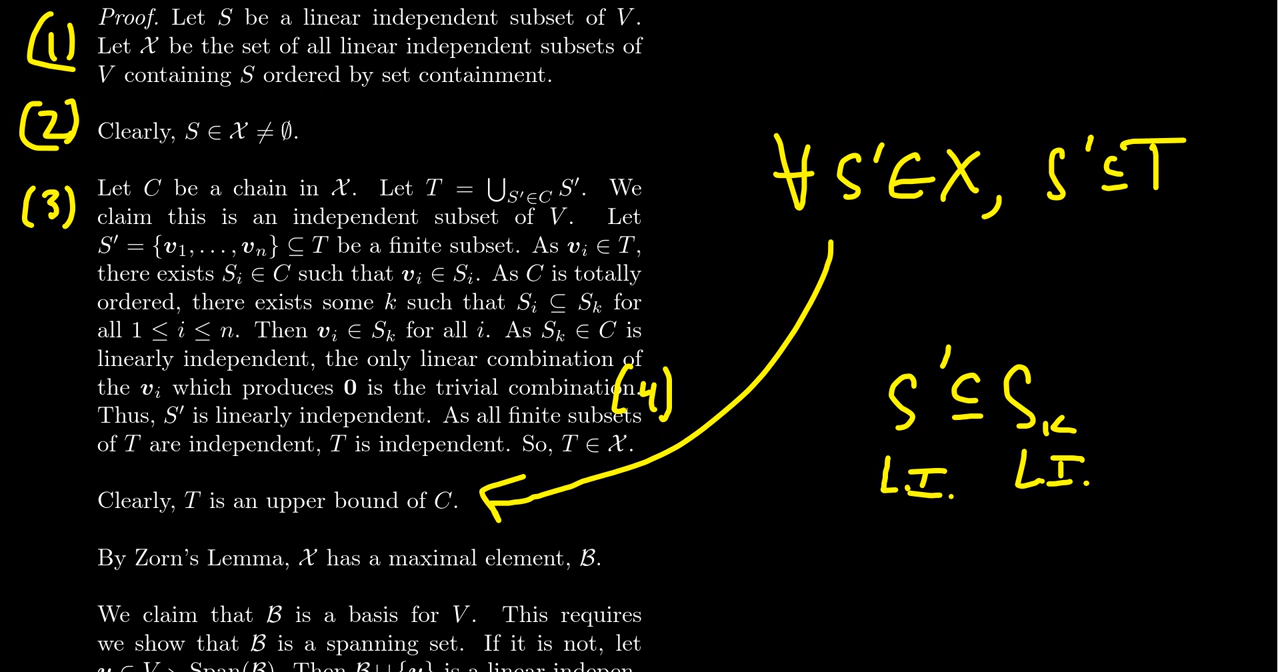 (1) Proof. Let S be a linear independent subset of V.
Let 𝒳 be the set of all linear independent subsets of
V containing S ordered by set containment.
(2) Clearly, S ∈ 𝒳 ≠ ∅.
(3) Let C be a chain in 𝒳. Let T = ⋃_{S′∈C} S′. We
claim this is an independent subset of V. Let
S′ = {v₁, . . . , vₙ} ⊆ T be a finite subset. As vᵢ ∈ T,
there exists Sᵢ ∈ C such that vᵢ ∈ Sᵢ. As C is totally
ordered, there exists some k such that Sᵢ ⊆ Sₖ for
all 1 ≤ i ≤ n. Then vᵢ ∈ Sₖ for all i. As Sₖ ∈ C is
linearly independent, the only linear combination of
the vᵢ which produces 0 is the trivial combination.
Thus, S′ is linearly independent. As all finite subsets
of T are independent, T is independent. So, T ∈ 𝒳.
(4)
Clearly, T is an upper bound of C.
By Zorn's Lemma, 𝒳 has a maximal element, ℬ.
We claim that ℬ is a basis for V. This requires
we show that ℬ is a spanning set. If it is not, let
∀ S′∈X, S′⊆T
S′ ⊆ Sₖ
L.I. L.I.